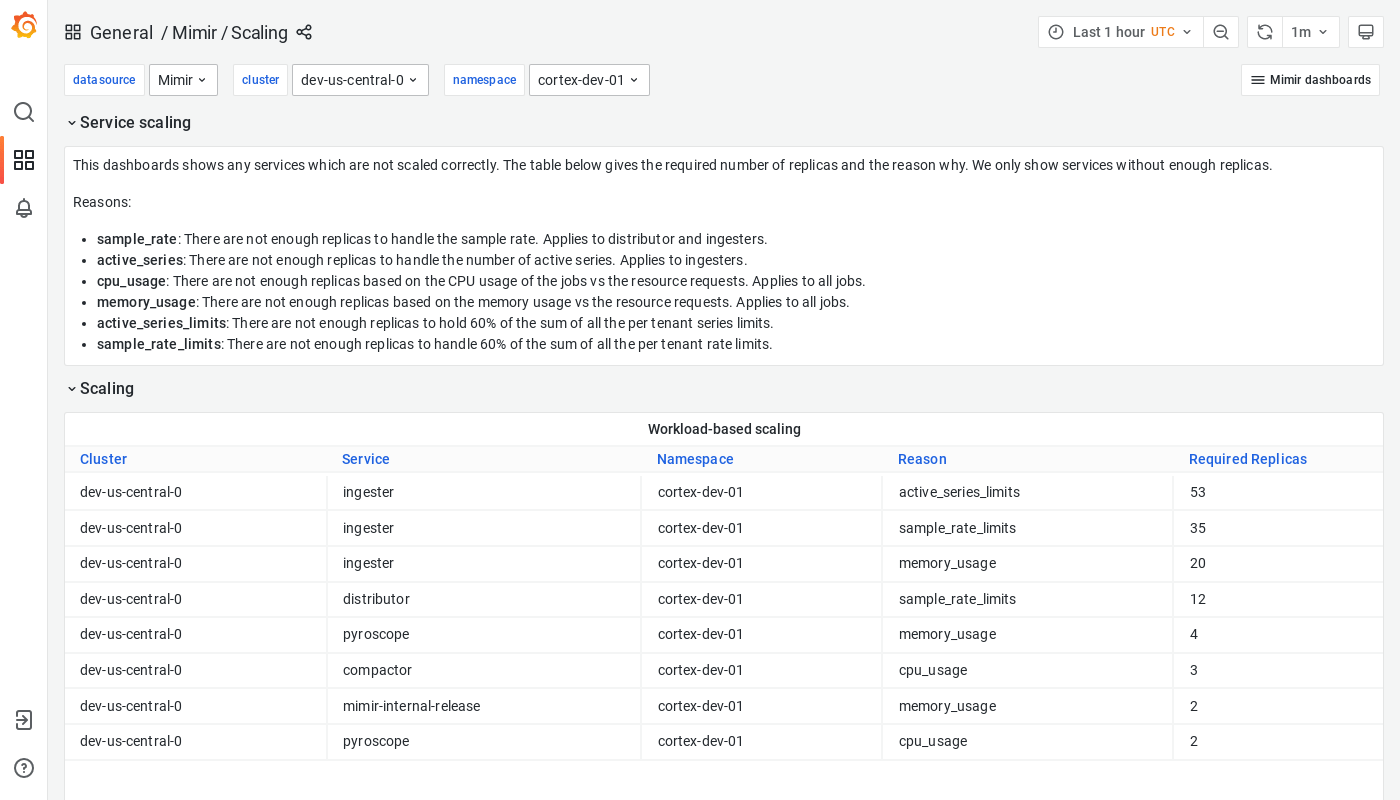 General / Mimir / Scaling
Last 1 hour UTC
1m
datasource Mimir cluster dev-us-central-0 namespace cortex-dev-01 Mimir dashboards
Service scaling
This dashboards shows any services which are not scaled correctly. The table below gives the required number of replicas and the reason why. We only show services without enough replicas.
Reasons:
• sample_rate: There are not enough replicas to handle the sample rate. Applies to distributor and ingesters.
• active_series: There are not enough replicas to handle the number of active series. Applies to ingesters.
• cpu_usage: There are not enough replicas based on the CPU usage of the jobs vs the resource requests. Applies to all jobs.
• memory_usage: There are not enough replicas based on the memory usage vs the resource requests. Applies to all jobs.
• active_series_limits: There are not enough replicas to hold 60% of the sum of all the per tenant series limits.
• sample_rate_limits: There are not enough replicas to handle 60% of the sum of all the per tenant rate limits.
Scaling
Workload-based scaling
Cluster Service Namespace Reason Required Replicas
dev-us-central-0 ingester cortex-dev-01 active_series_limits 53
dev-us-central-0 ingester cortex-dev-01 sample_rate_limits 35
dev-us-central-0 ingester cortex-dev-01 memory_usage 20
dev-us-central-0 distributor cortex-dev-01 sample_rate_limits 12
dev-us-central-0 pyroscope cortex-dev-01 memory_usage 4
dev-us-central-0 compactor cortex-dev-01 cpu_usage 3
dev-us-central-0 mimir-internal-release cortex-dev-01 memory_usage 2
dev-us-central-0 pyroscope cortex-dev-01 cpu_usage 2